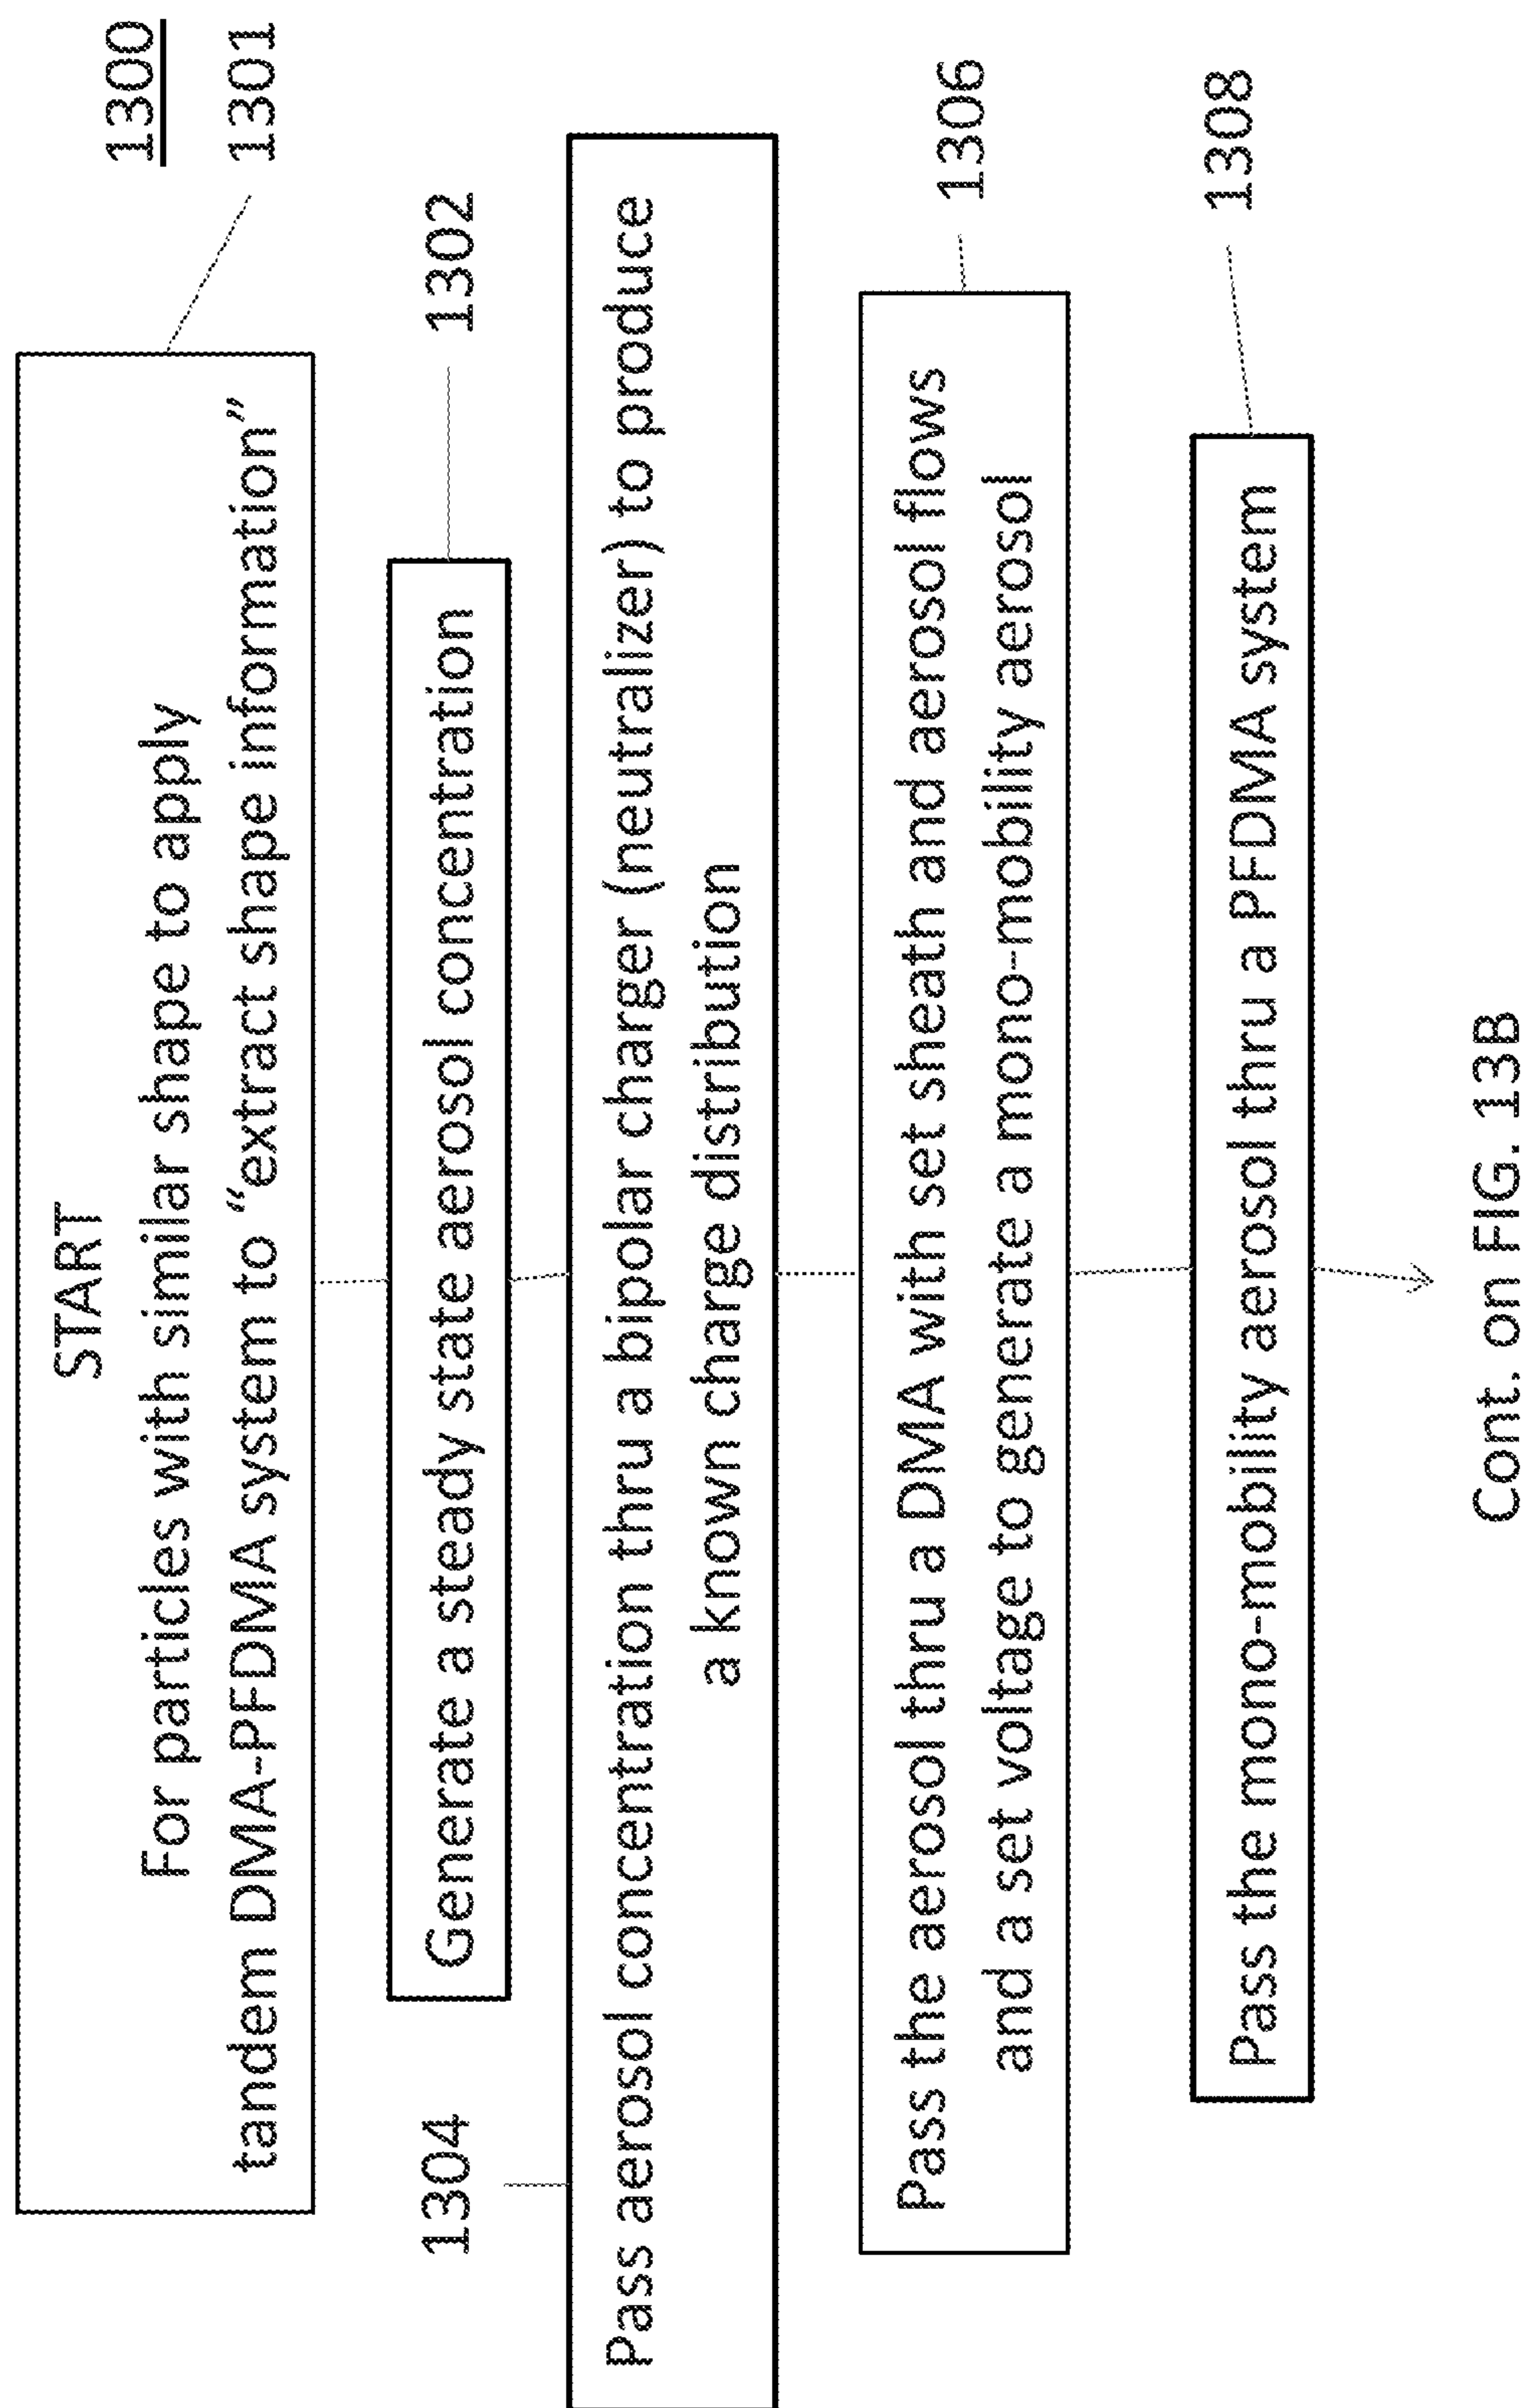 1300
1301
START
For particles with similar shape to apply
tandem DMA-PFDMA system to “extract shape information”
1302
Generate a steady state aerosol concentration
1304
Pass aerosol concentration thru a bipolar charger (neutralizer) to produce
a known charge distribution
1306
Pass the aerosol thru a DMA with set sheath and aerosol flows
and a set voltage to generate a mono-mobility aerosol
1308
Pass the mono-mobility aerosol thru a PFDMA system
Cont. on FIG. 13B